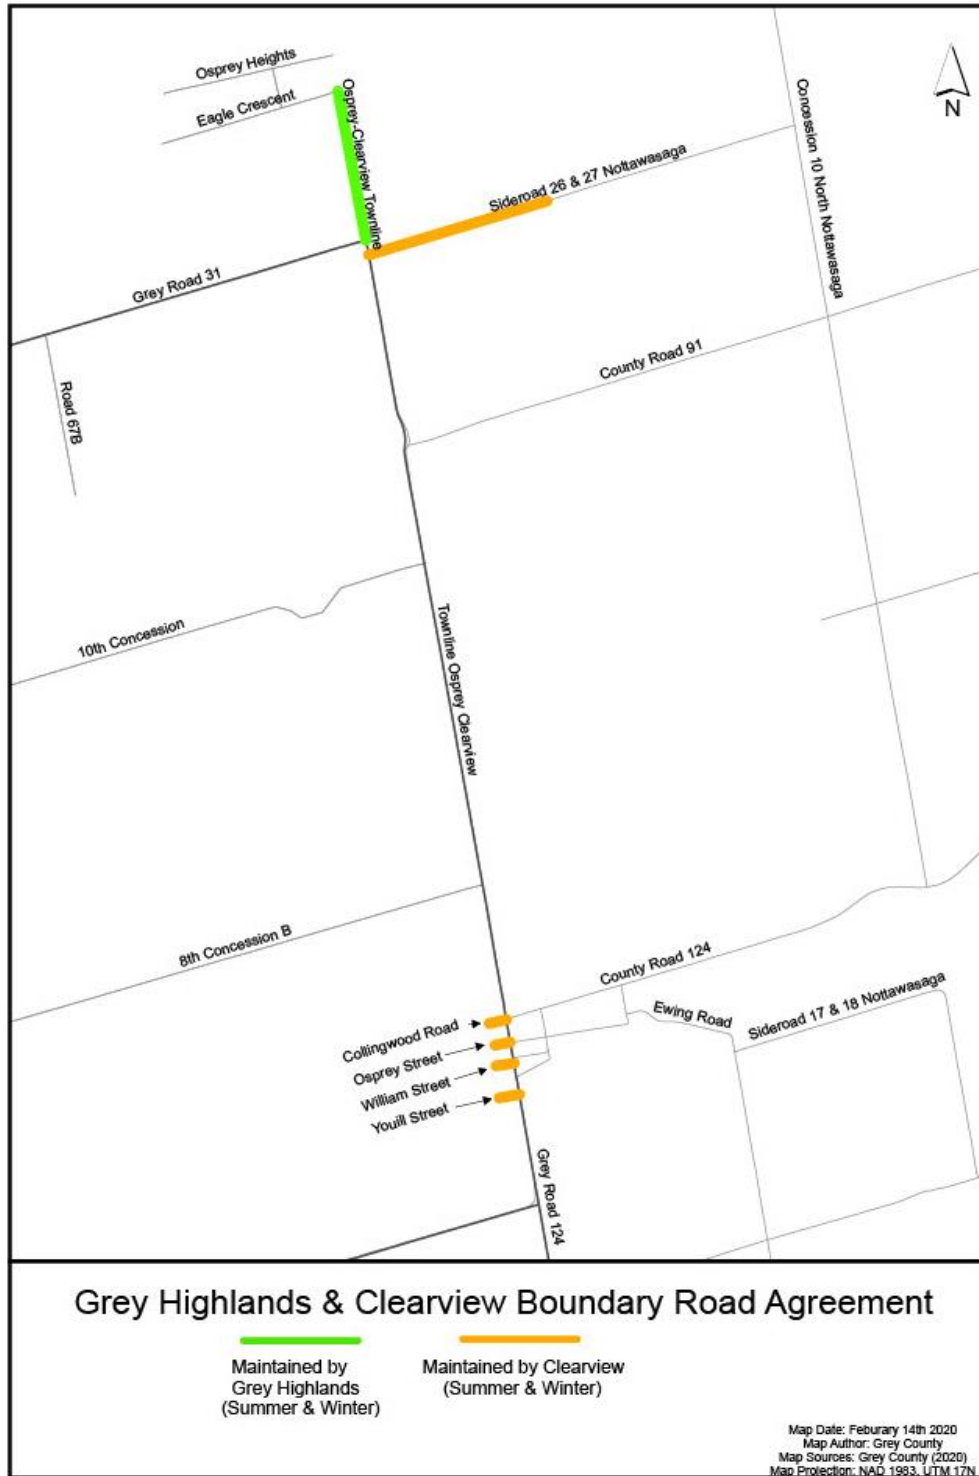 Osprey Heights
Eagle Crescent
Osprey-Clearview Townline
Concession 10 North Nottawasaga
N
Sideroad 26 & 27 Nottawasaga
Grey Road 31
County Road 91
Road 67B
10th Concession
Townline Osprey Clearview
8th Concession B
County Road 124
Ewing Road
Sideroad 17 & 18 Nottawasaga
Collingwood Road
Osprey Street
William Street
Youill Street
Grey Road 124
Grey Highlands & Clearview Boundary Road Agreement
Maintained by
Grey Highlands
(Summer & Winter)
Maintained by Clearview
(Summer & Winter)
Map Date: Feburary 14th 2020
Map Author: Grey County
Map Sources: Grey County (2020)
Map Projection: NAD 1983, UTM 17N